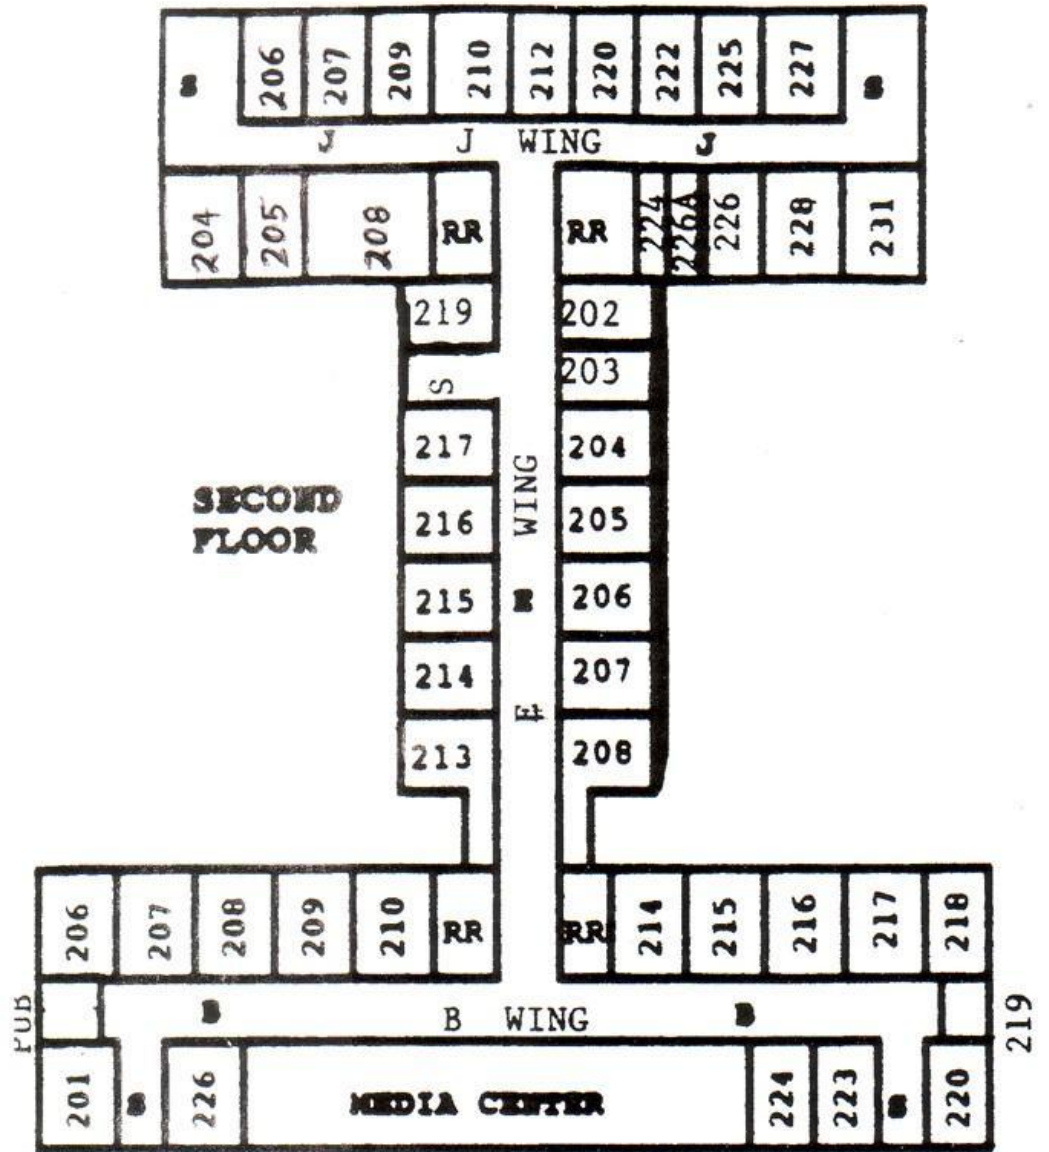 S 206 207 209 210 212 220 222 225 227 S
J J WING J
204 205 208 RR RR 224 226A 226 228 231
219 202
S 203
217 204
WING
SECOND
FLOOR
216 205
215 E 206
214 207
E
213 208
206 207 208 209 210 RR RR 214 215 216 217 218
PUB B B WING B 219
201 S 226 MEDIA CENTER 224 223 S 220